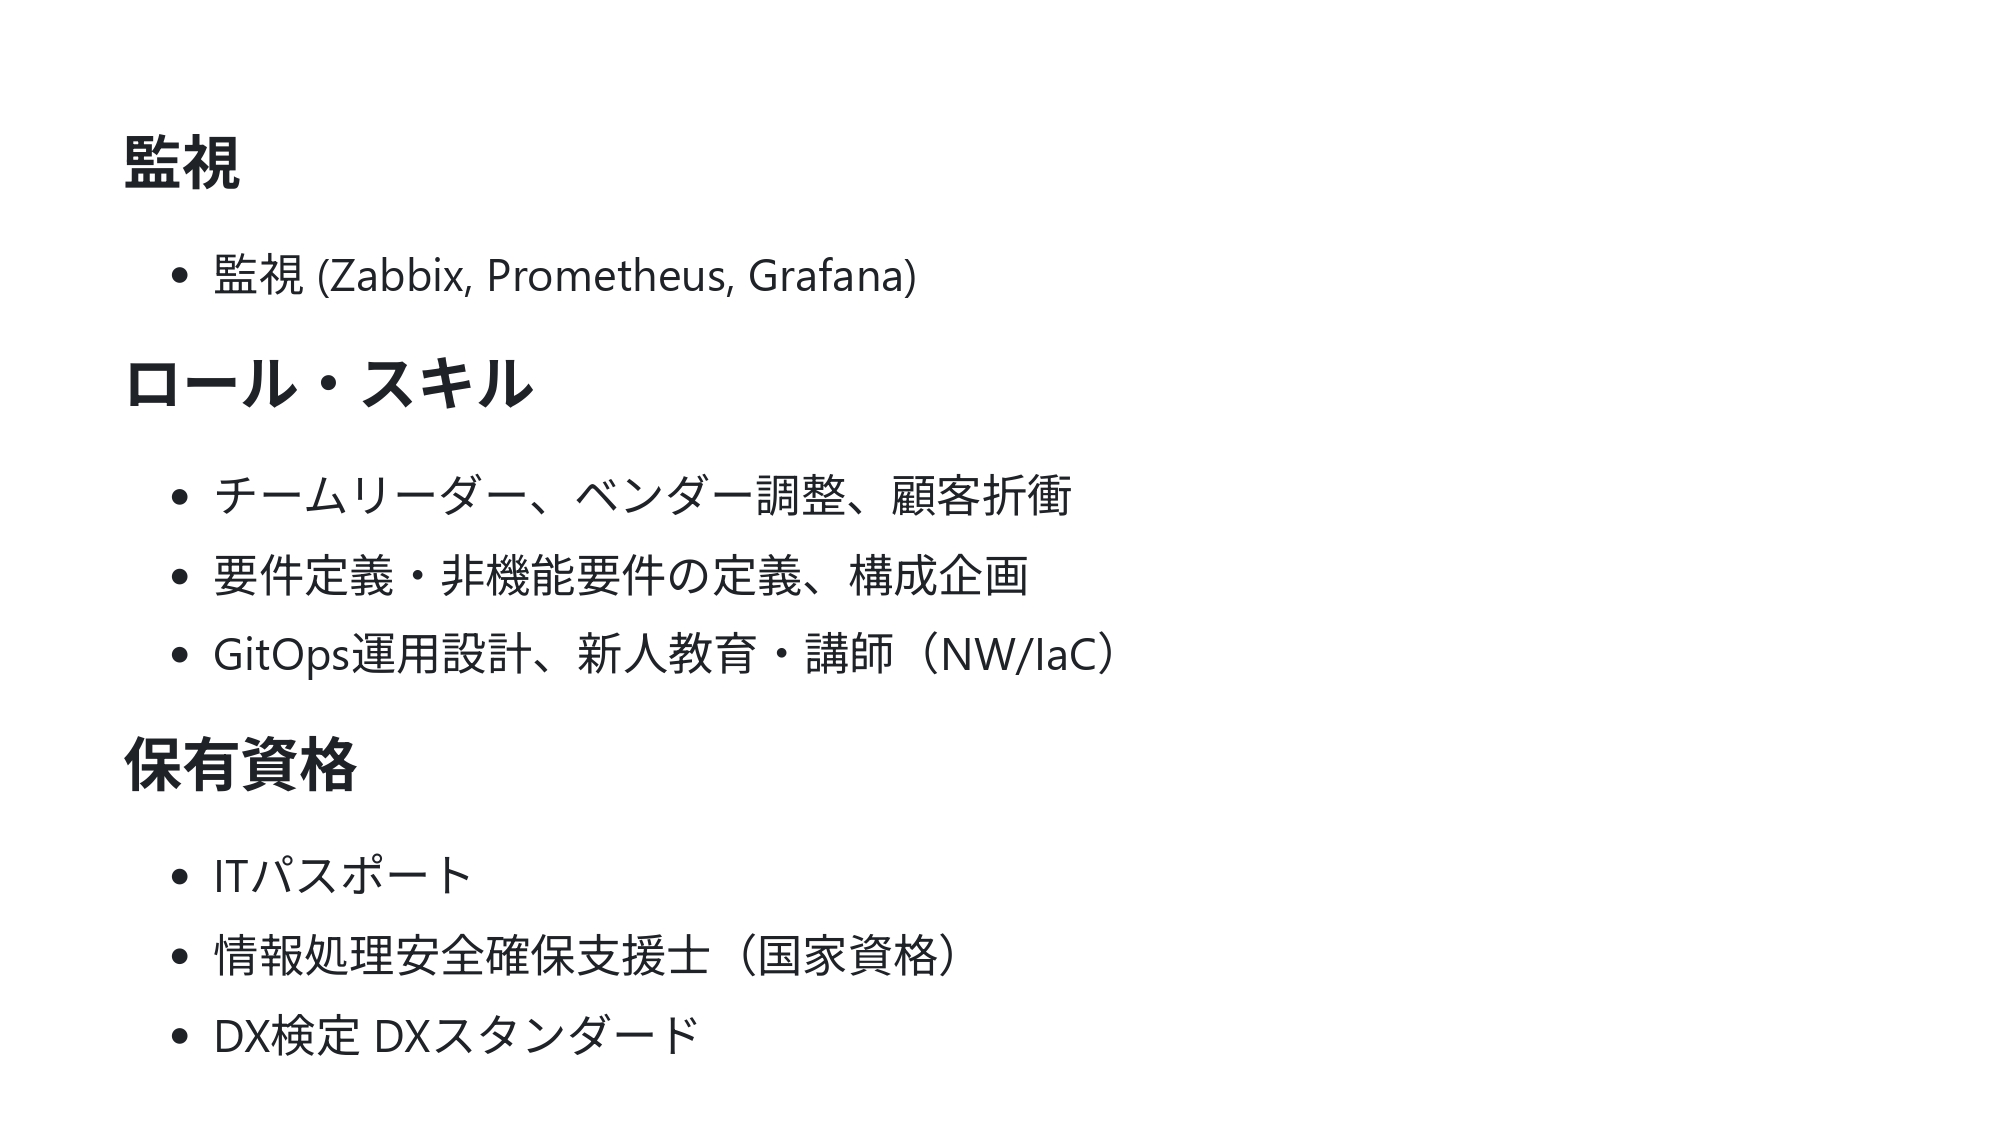 監視
• 監視 (Zabbix, Prometheus, Grafana)
ロール・スキル
• チームリーダー、ベンダー調整、顧客折衝
• 要件定義・非機能要件の定義、構成企画
• GitOps運用設計、新人教育・講師（NW/IaC）
保有資格
• ITパスポート
• 情報処理安全確保支援士（国家資格）
• DX検定 DXスタンダード